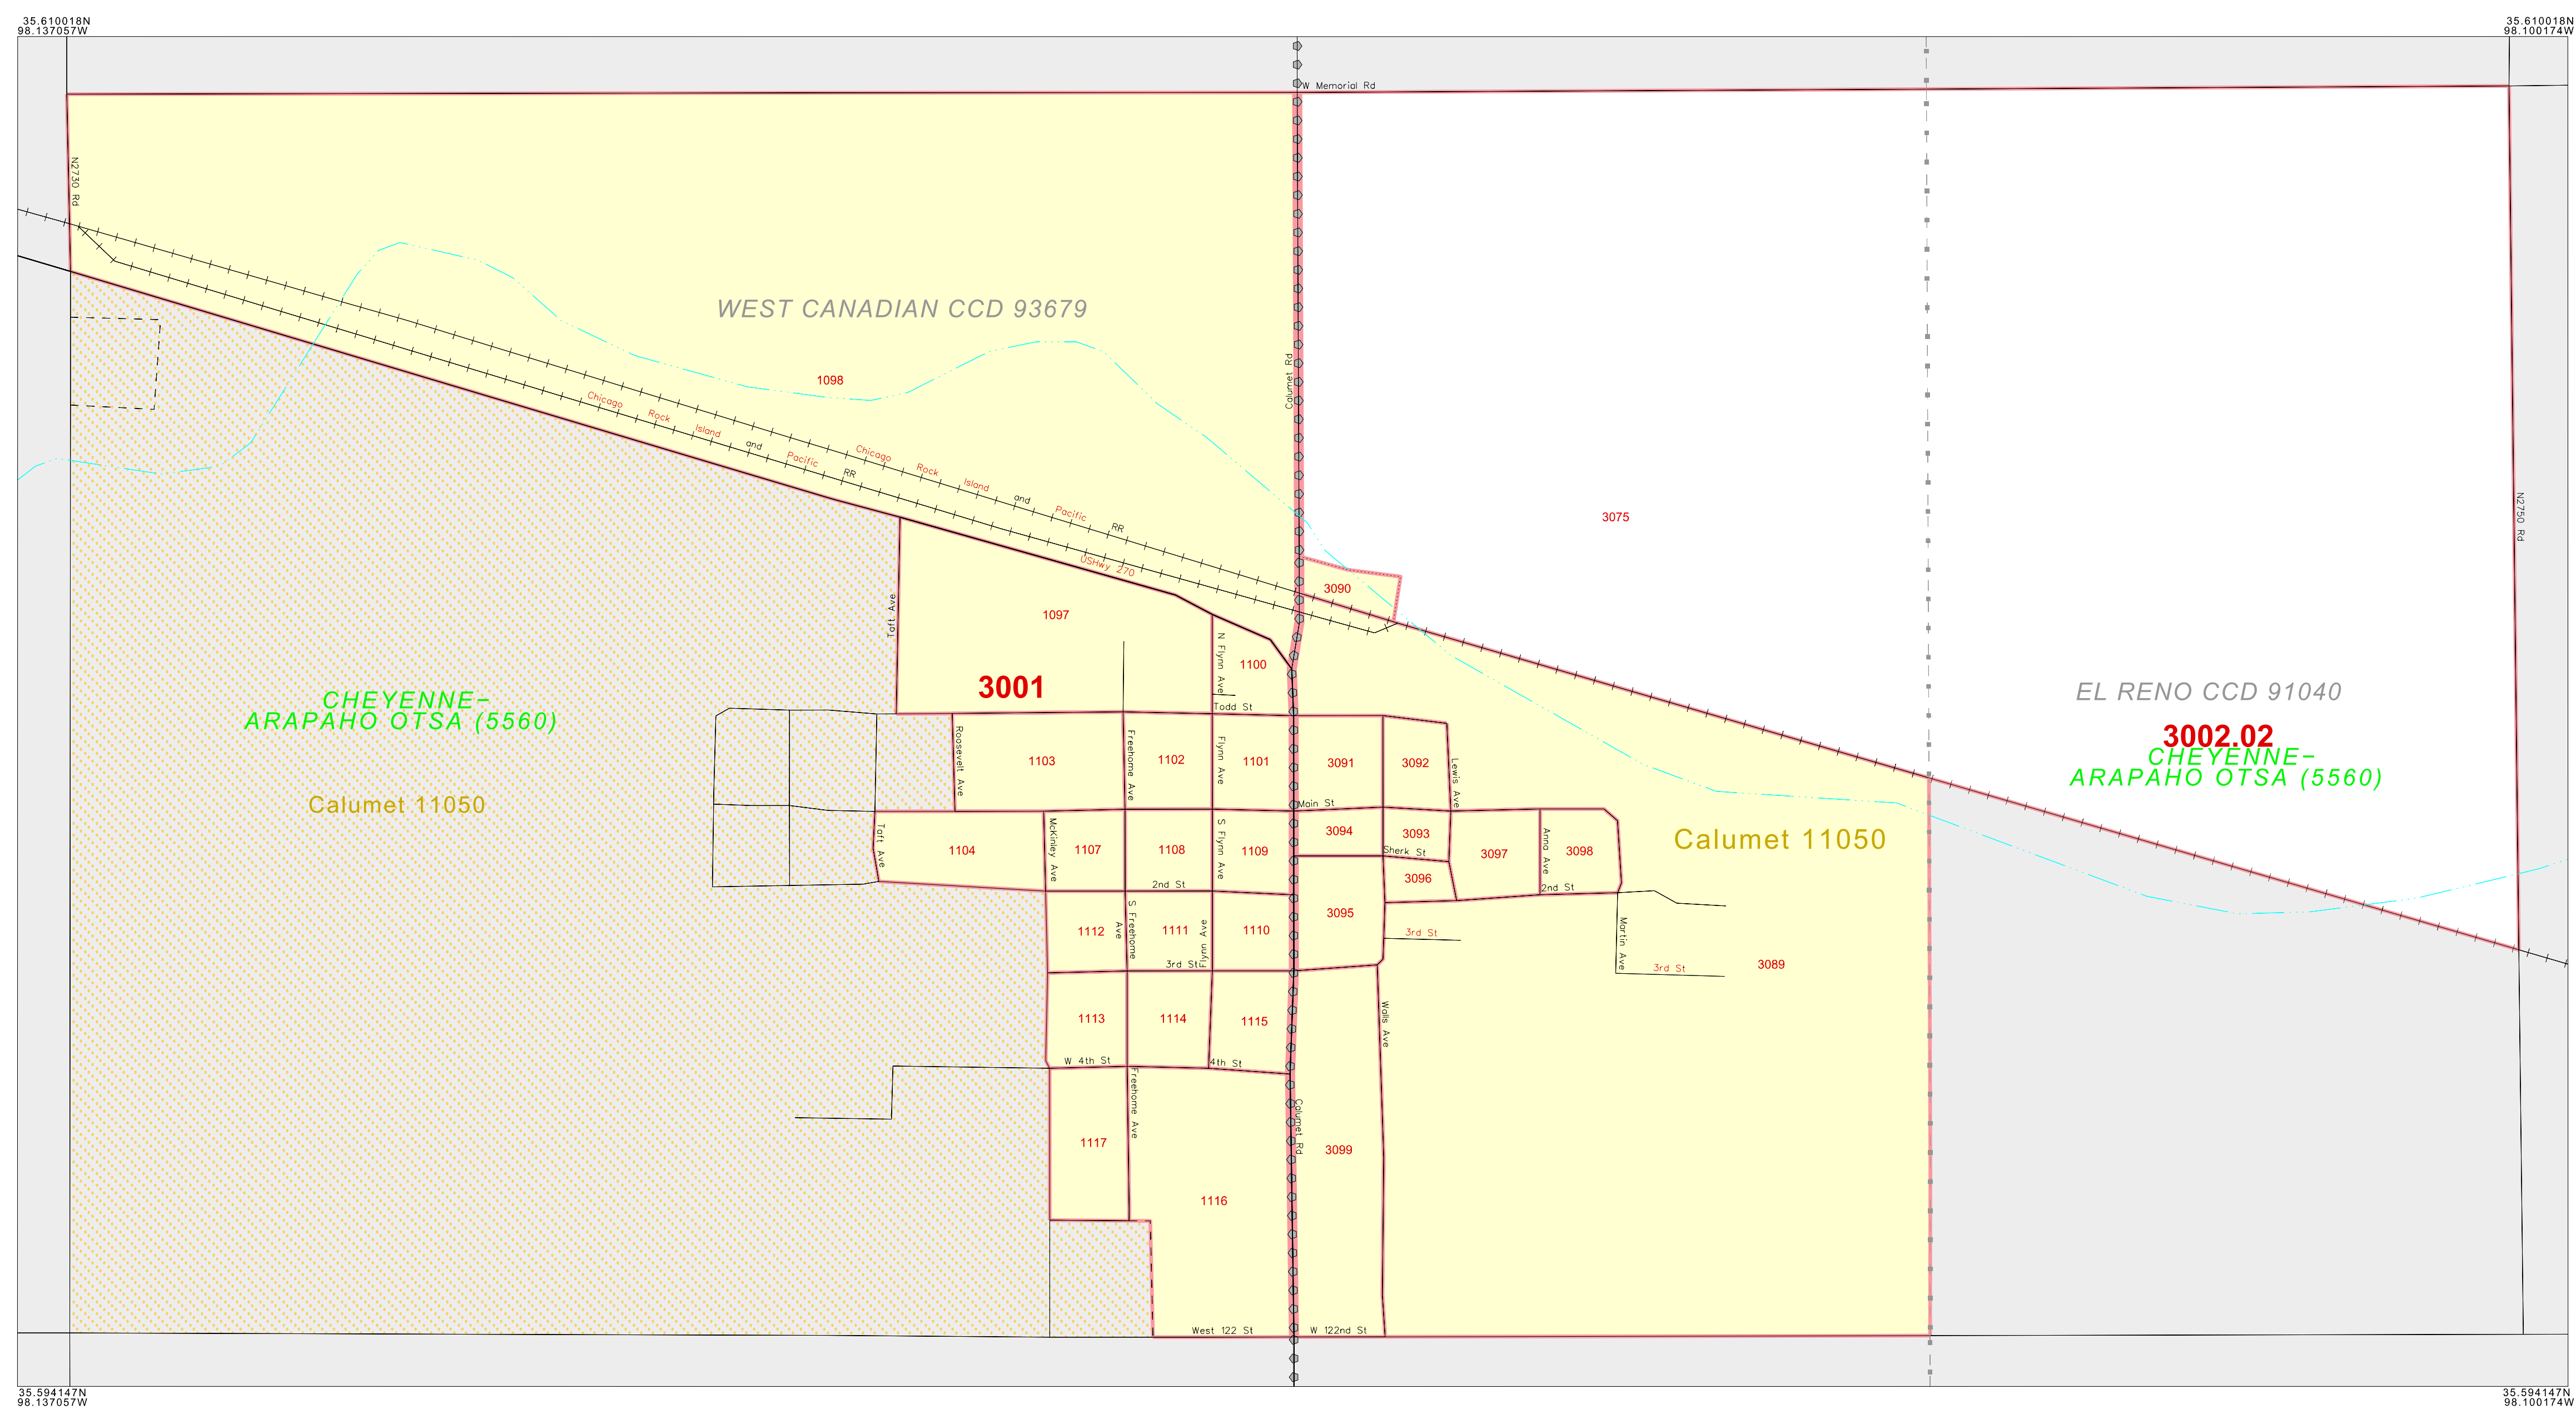 35.610018N
98.137057W
35.610018N
98.100174W
W Memorial Rd
N2730 Rd
WEST CANADIAN CCD 93679
1098
Calumet Rd
Chicago Rock Island and Pacific RR
Chicago Rock Island and Pacific RR
N2750 Rd
3075
USHwy 270
3090
Taft Ave
1097
N Flynn Ave
1100
3001
CHEYENNE-
ARAPAHO OTSA (5560)
EL RENO CCD 91040
3002.02
CHEYENNE-
ARAPAHO OTSA (5560)
Todd St
Roosevelt Ave
1103
Freehome Ave
1102
Flynn Ave
1101
3091
3092
Lewis Ave
Calumet 11050
Main St
Taft Ave
1104
McKinley Ave
1107
1108
S Flynn Ave
1109
3094
3093
Sherk St
3097
Anna Ave
3098
Calumet 11050
3096
2nd St
2nd St
1112
S Freehome
Ave
1111
Flynn Ave
1110
3095
3rd St
3rd St
Martin Ave
3rd St
3089
1113
1114
1115
Walls Ave
W 4th St
4th St
Freehome Ave
1117
Calumet Rd
3099
1116
West 122 St
W 122nd St
35.594147N
98.137057W
35.594147N
98.100174W